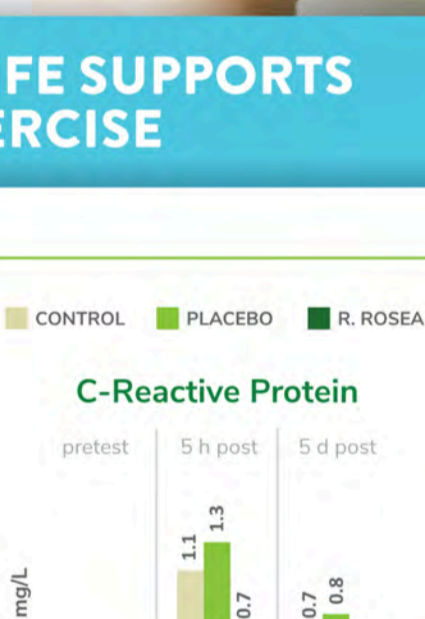 FE SUPPORTS
ERCISE
CONTROL PLACEBO R. ROSEA
C-Reactive Protein
pretest 5 h post 5 d post
1.1 1.3 0.7 0.7 0.8
mg/L